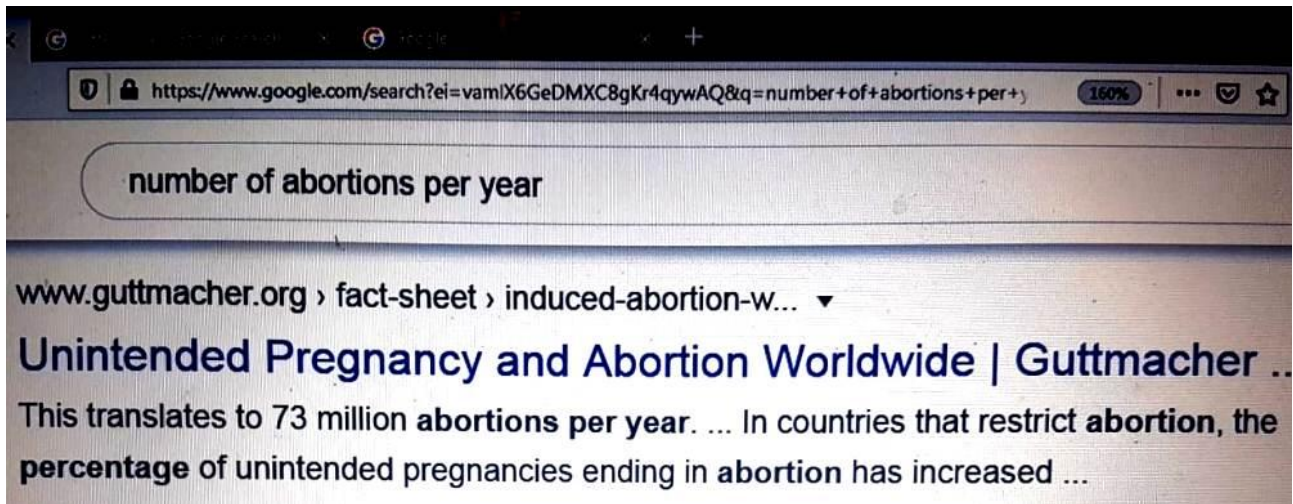 https://www.google.com/search?ei=vamIX6GeDMXC8gKr4qywAQ&q=number+of+abortions+per+y
160%
number of abortions per year
www.guttmacher.org › fact-sheet › induced-abortion-w...
Unintended Pregnancy and Abortion Worldwide | Guttmacher ..
This translates to 73 million abortions per year. ... In countries that restrict abortion, the
percentage of unintended pregnancies ending in abortion has increased ...